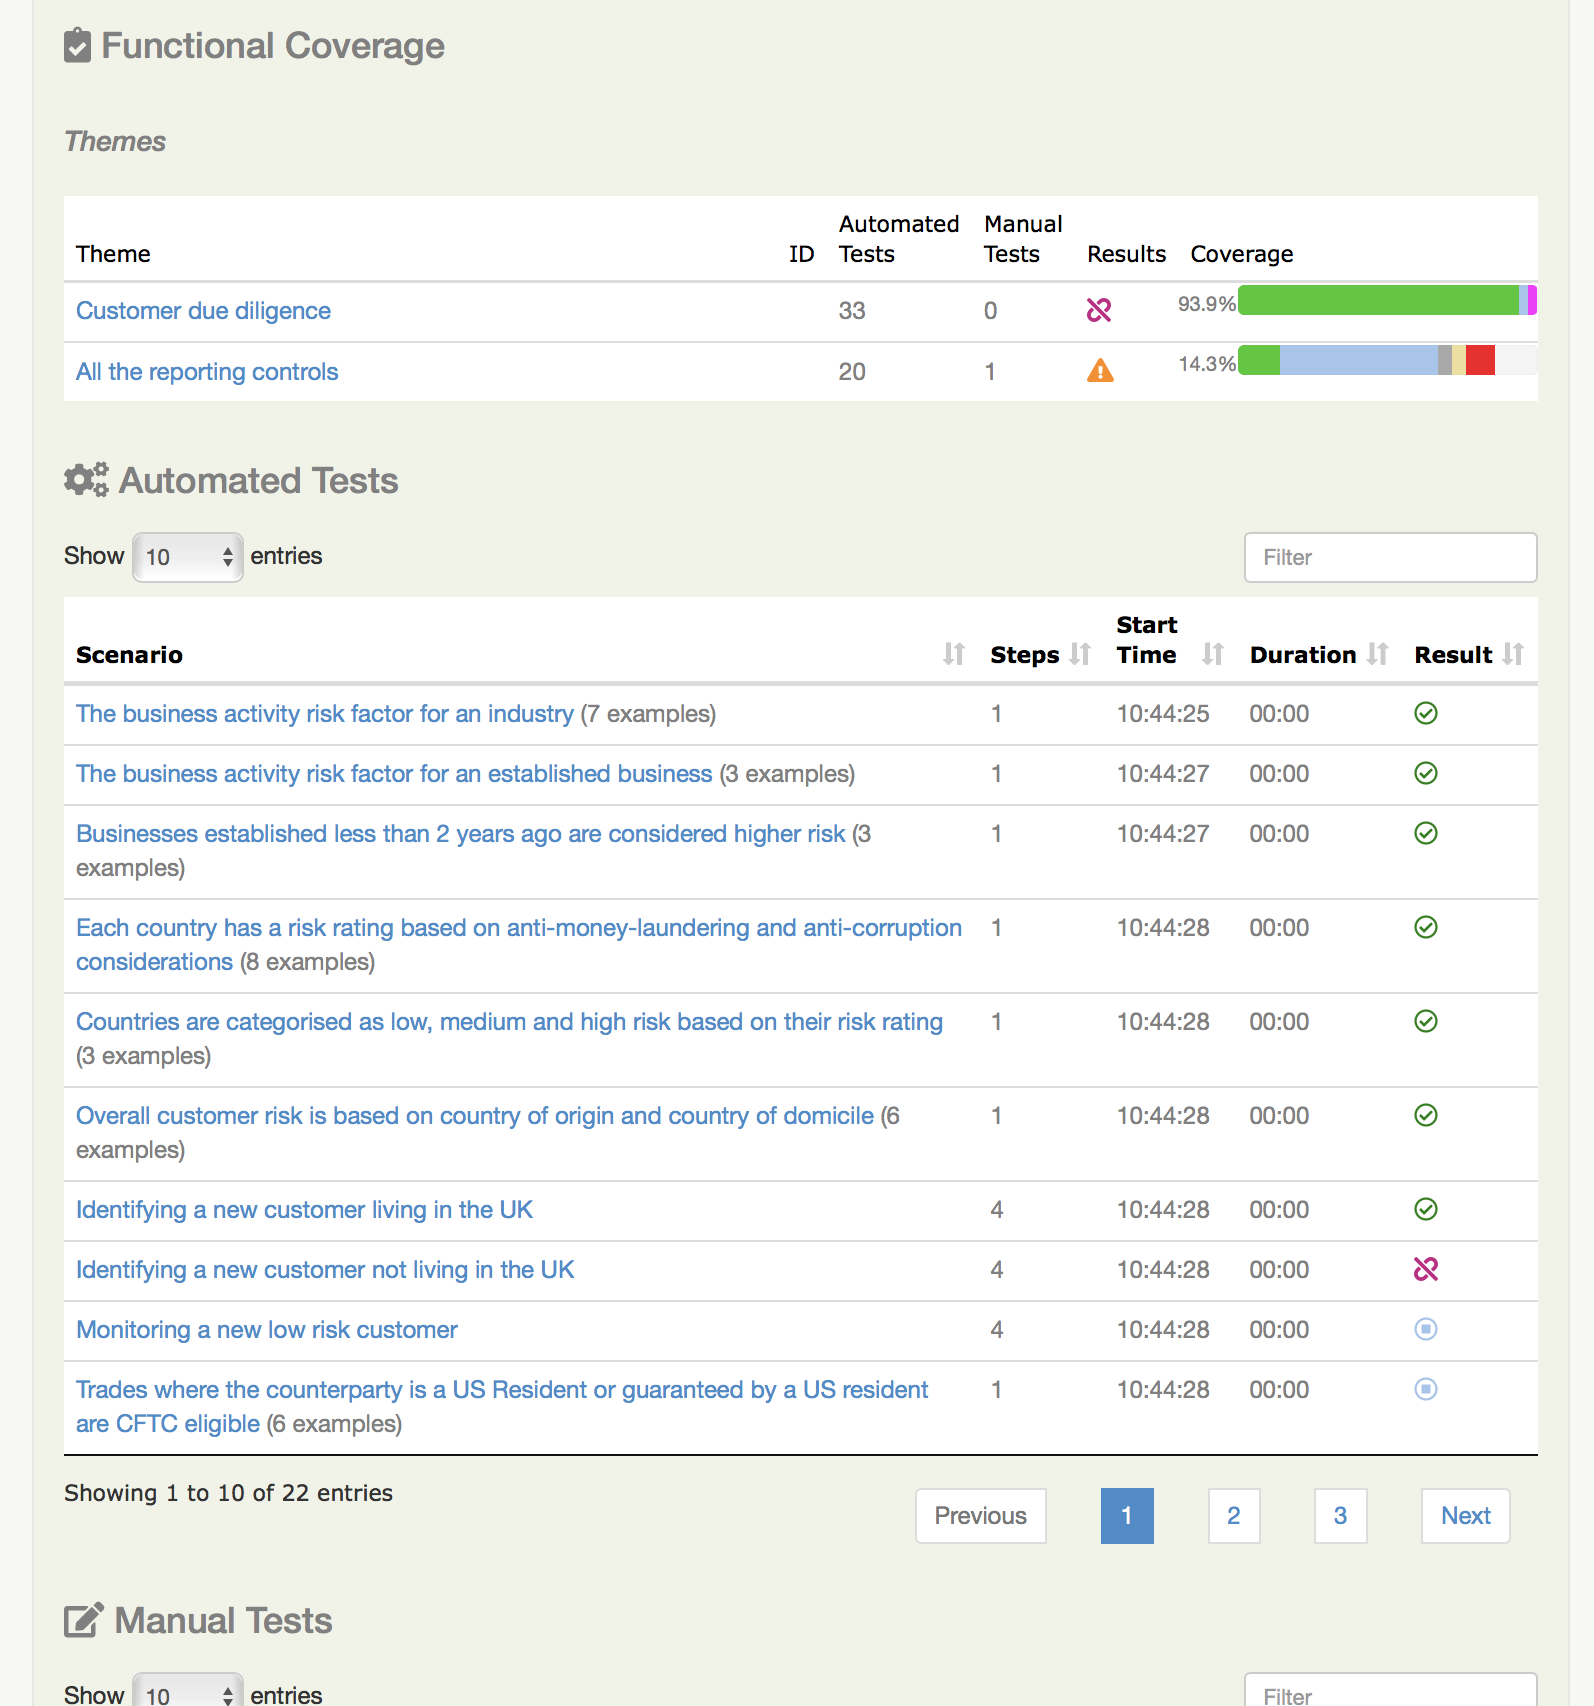 Functional Coverage
Themes
Theme ID Automated Tests Manual Tests Results Coverage
Customer due diligence 33 0 93.9%
All the reporting controls 20 1 14.3%
Automated Tests
Show 10 entries Filter
Scenario Steps Start Time Duration Result
The business activity risk factor for an industry (7 examples) 1 10:44:25 00:00
The business activity risk factor for an established business (3 examples) 1 10:44:27 00:00
Businesses established less than 2 years ago are considered higher risk (3 1 10:44:27 00:00
examples)
Each country has a risk rating based on anti-money-laundering and anti-corruption 1 10:44:28 00:00
considerations (8 examples)
Countries are categorised as low, medium and high risk based on their risk rating 1 10:44:28 00:00
(3 examples)
Overall customer risk is based on country of origin and country of domicile (6 1 10:44:28 00:00
examples)
Identifying a new customer living in the UK 4 10:44:28 00:00
Identifying a new customer not living in the UK 4 10:44:28 00:00
Monitoring a new low risk customer 4 10:44:28 00:00
Trades where the counterparty is a US Resident or guaranteed by a US resident 1 10:44:28 00:00
are CFTC eligible (6 examples)
Showing 1 to 10 of 22 entries
Previous 1 2 3 Next
Manual Tests
Show 10 entries Filter